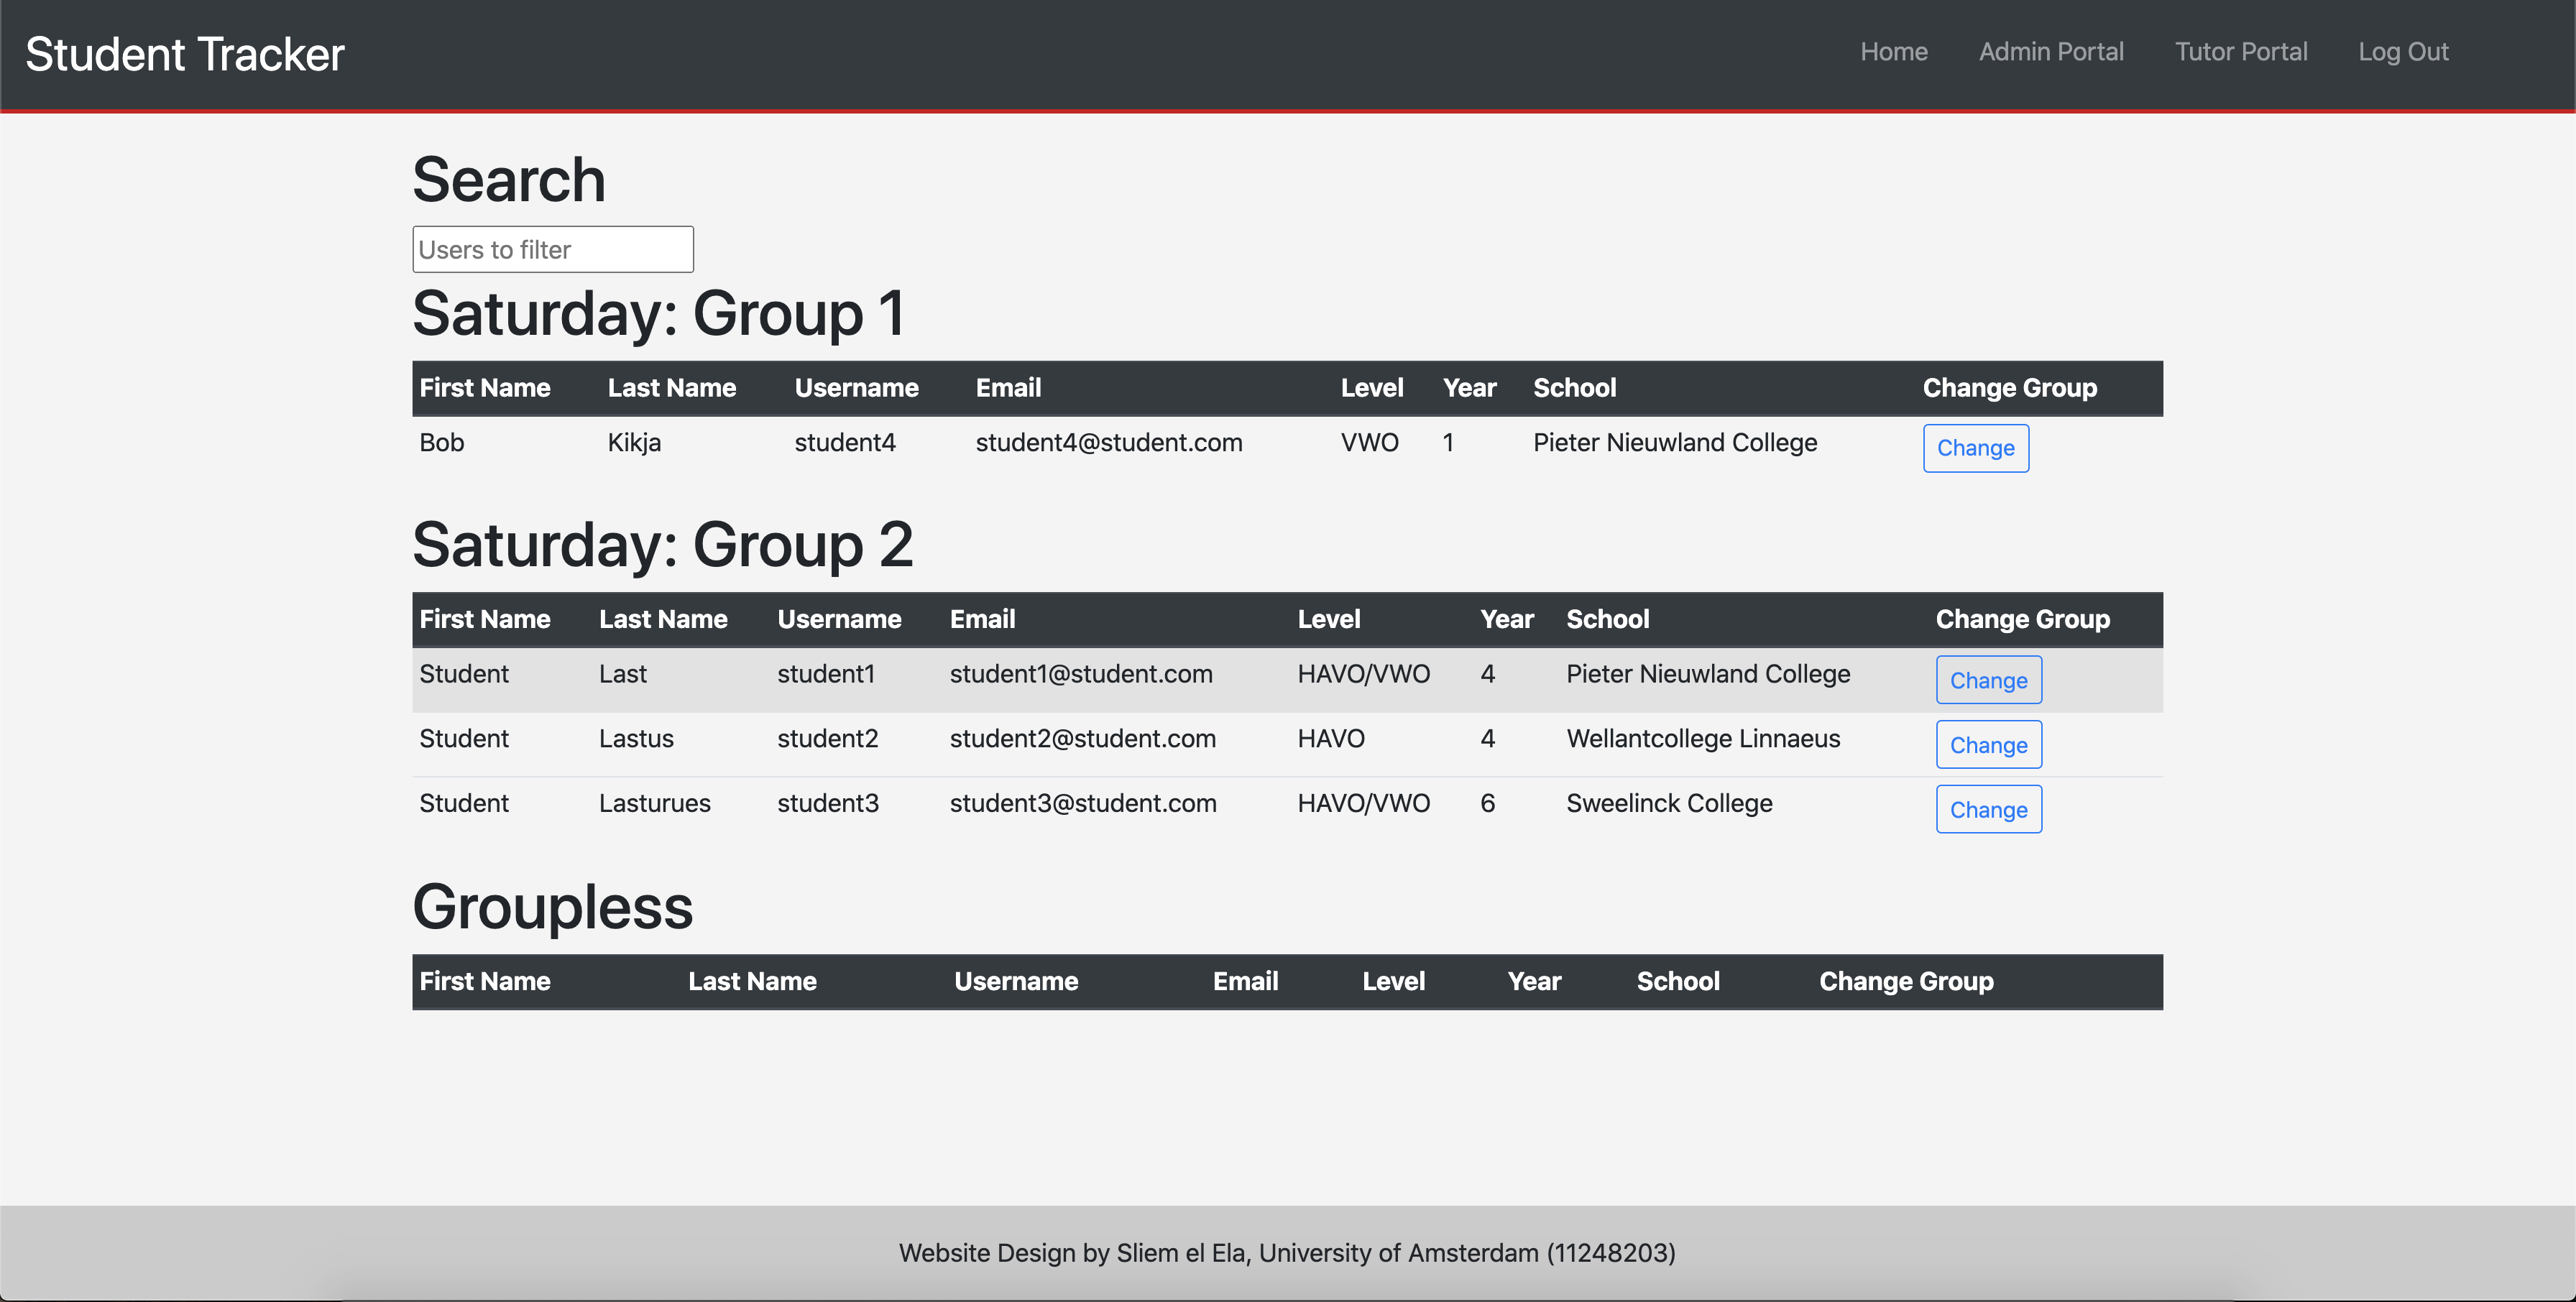 Student Tracker Home Admin Portal Tutor Portal Log Out
Search
Users to filter
Saturday: Group 1
First Name Last Name Username Email Level Year School Change Group
Bob Kikja student4 student4@student.com VWO 1 Pieter Nieuwland College Change
Saturday: Group 2
First Name Last Name Username Email Level Year School Change Group
Student Last student1 student1@student.com HAVO/VWO 4 Pieter Nieuwland College Change
Student Lastus student2 student2@student.com HAVO 4 Wellantcollege Linnaeus Change
Student Lasturues student3 student3@student.com HAVO/VWO 6 Sweelinck College Change
Groupless
First Name Last Name Username Email Level Year School Change Group
Website Design by Sliem el Ela, University of Amsterdam (11248203)